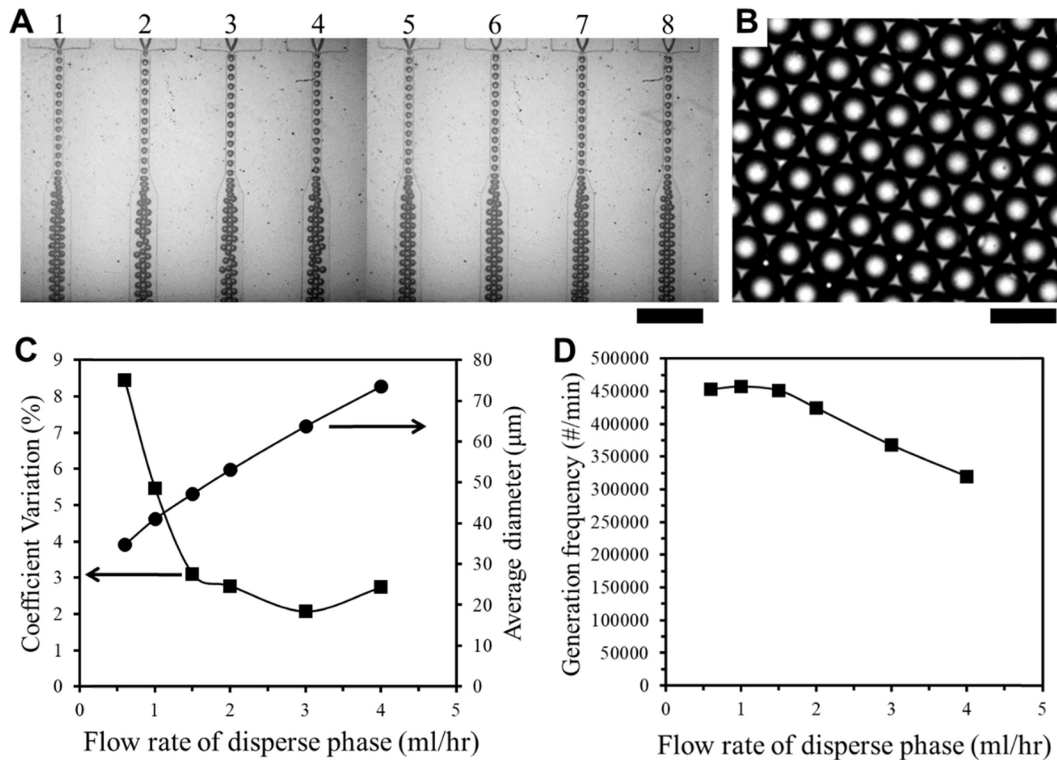 A 1 2 3 4 5 6 7 8
B
C
9
8
7
6
5
4
3
2
1
0
Coefficient Variation (%)
80
70
60
50
40
30
20
10
0
Average diameter (μm)
0 1 2 3 4 5
Flow rate of disperse phase (ml/hr)
D
500000
450000
400000
350000
300000
250000
200000
150000
100000
50000
0
Generation frequency (#/min)
0 1 2 3 4 5
Flow rate of disperse phase (ml/hr)